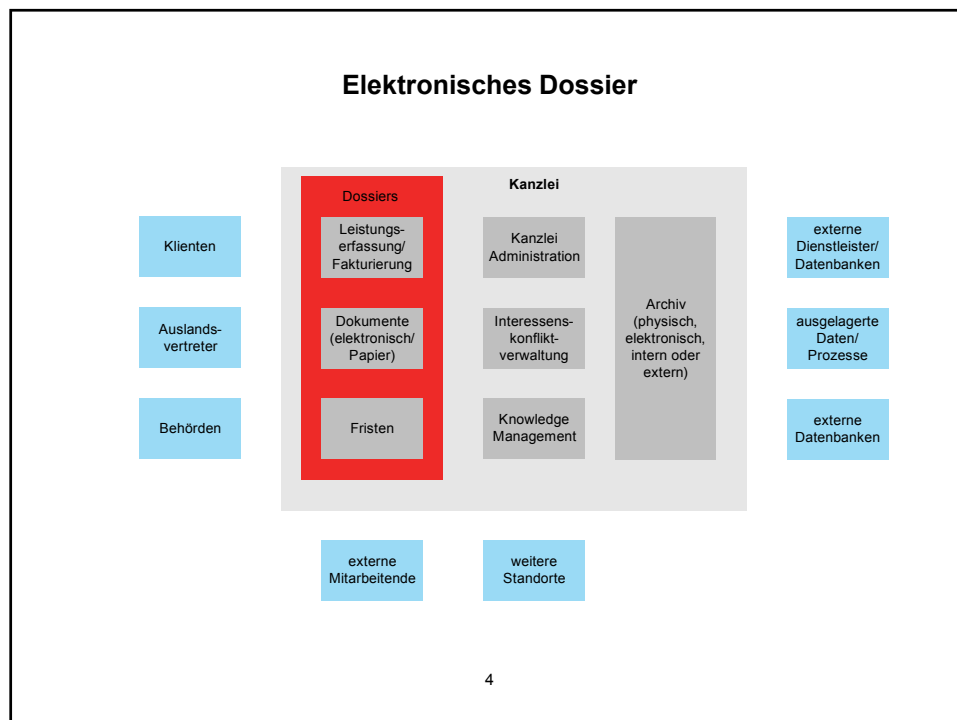 Elektronisches Dossier
Kanzlei
Dossiers
Klienten
Auslands-
vertreter
Behörden
Leistungs-
erfassung/
Fakturierung
Dokumente
(elektronisch/
Papier)
Fristen
Kanzlei
Administration
Interessens-
konflikt-
verwaltung
Knowledge
Management
Archiv
(physisch,
elektronisch,
intern oder
extern)
externe
Dienstleister/
Datenbanken
ausgelagerte
Daten/
Prozesse
externe
Datenbanken
externe
Mitarbeitende
weitere
Standorte
4